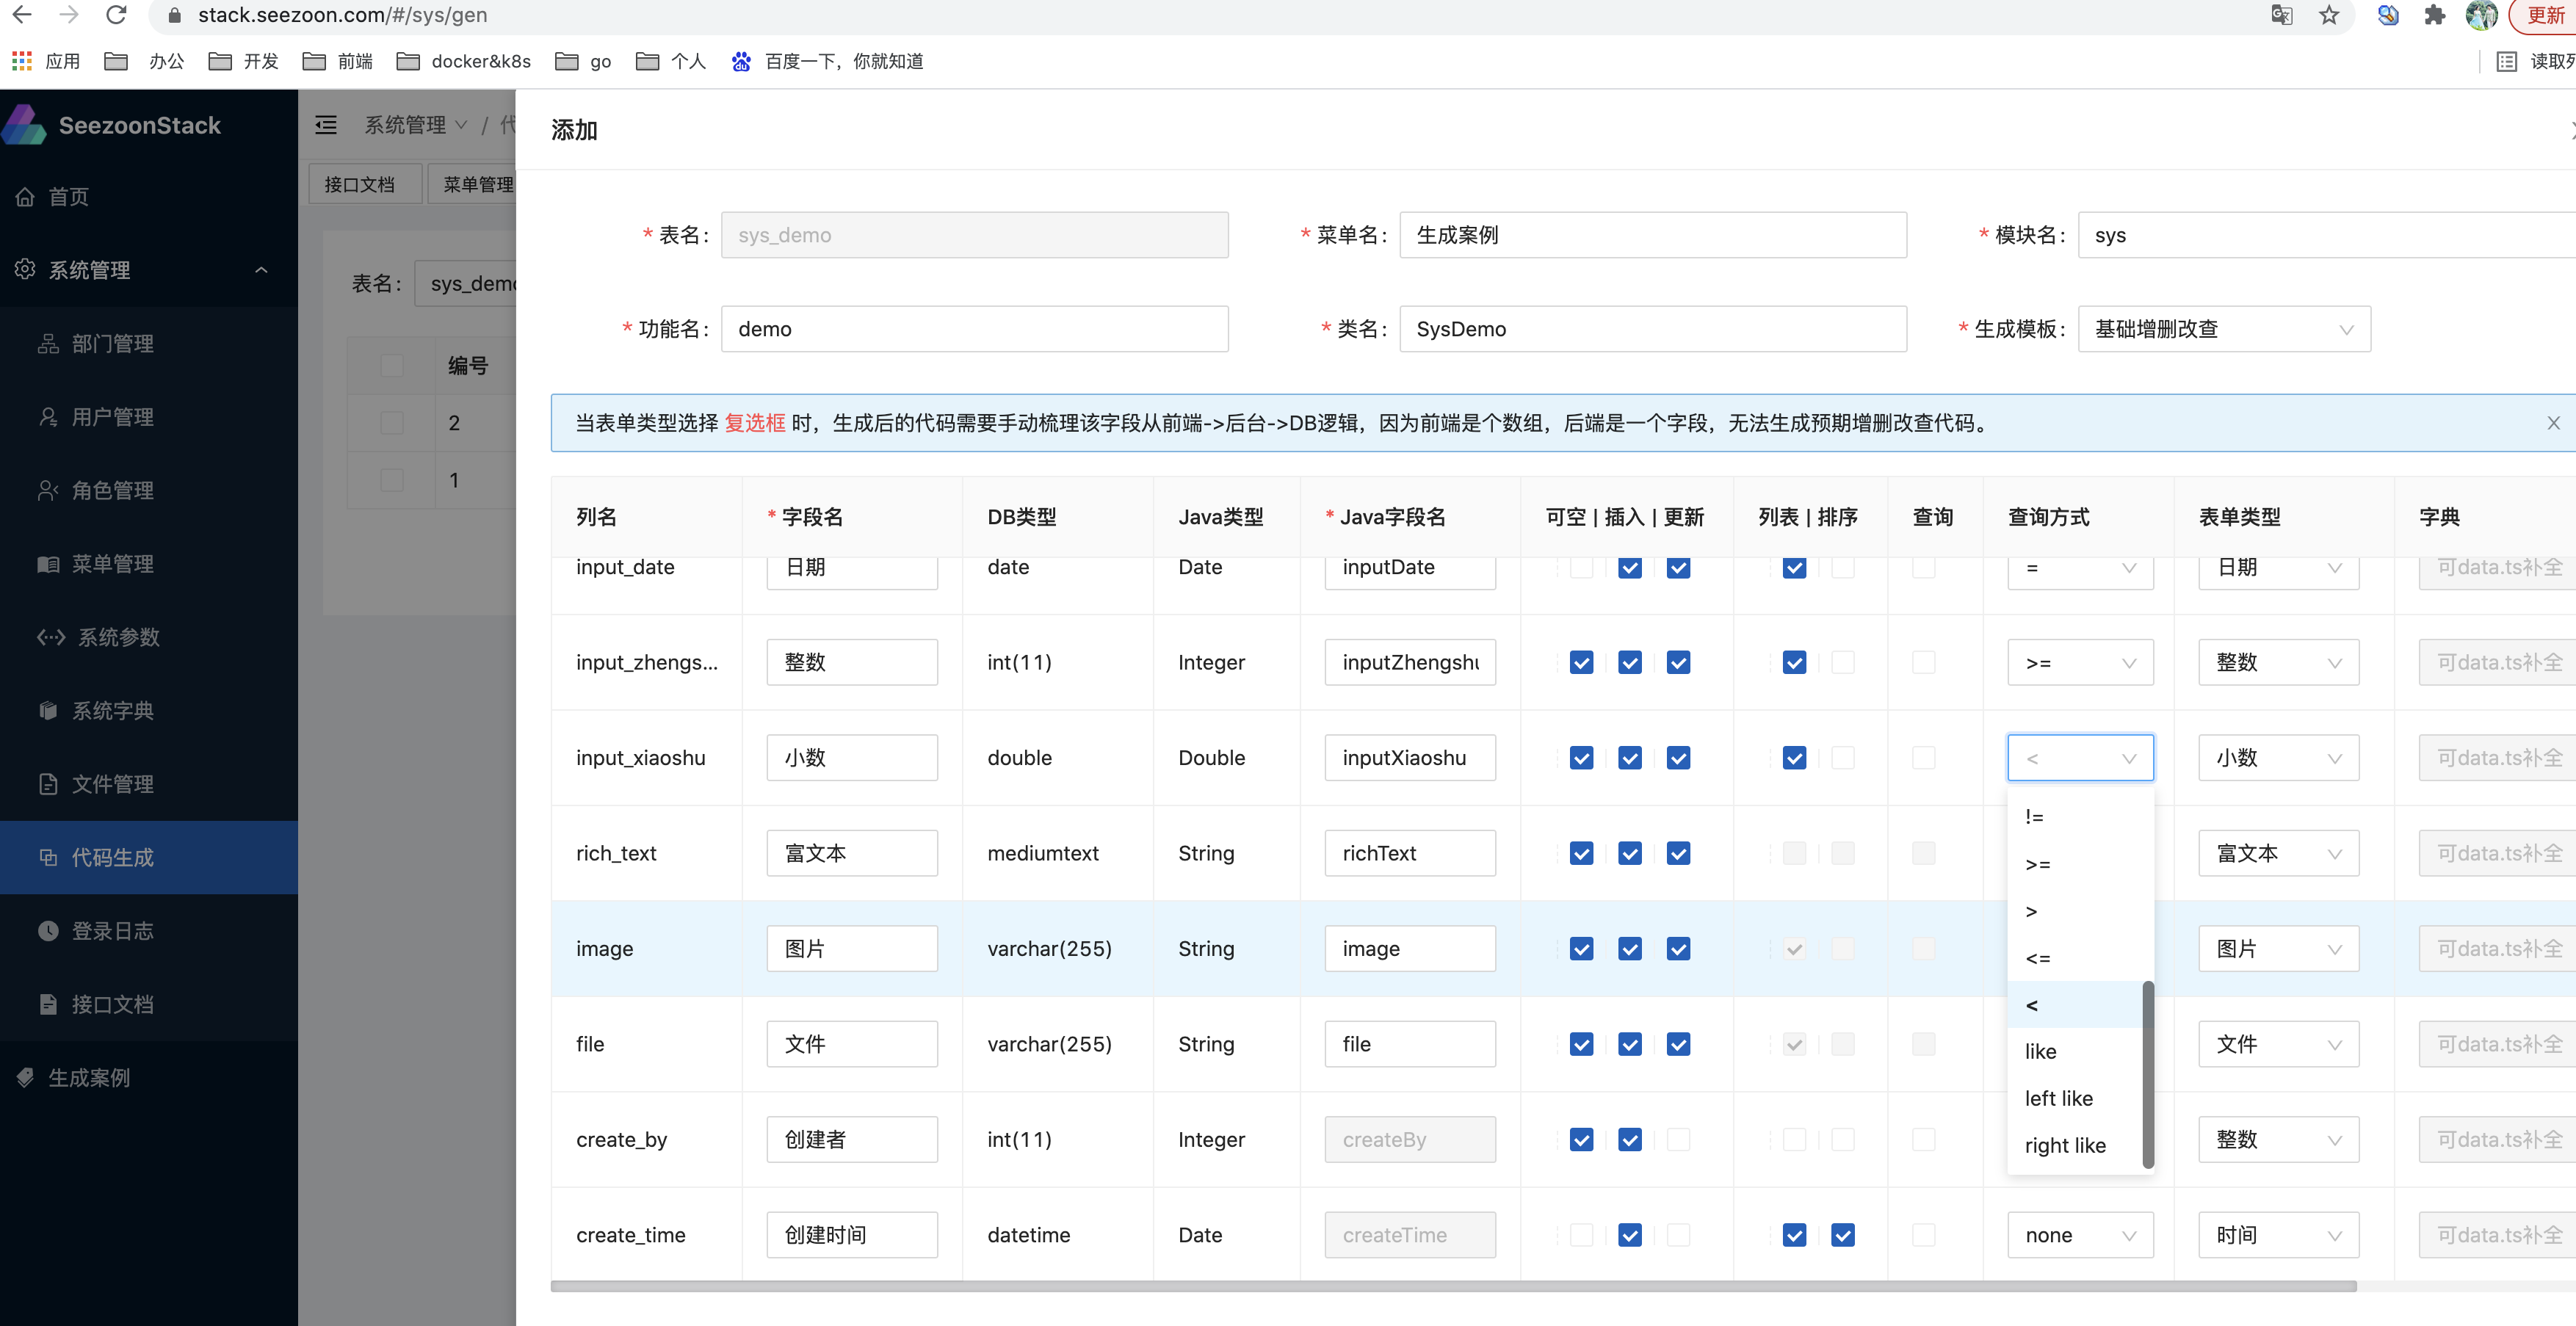 stack.seezoon.com/#/sys/gen
更新
应用 办公 开发 前端 docker&k8s go 个人 百度一下，你就知道 读取列
SeezoonStack
首页
系统管理
部门管理
用户管理
角色管理
菜单管理
系统参数
系统字典
文件管理
代码生成
登录日志
接口文档
生成案例
系统管理 / 代
接口文档 菜单管理
表名： sys_demo
编号
2
1
添加
* 表名： sys_demo * 菜单名： 生成案例 * 模块名： sys
* 功能名： demo * 类名： SysDemo * 生成模板： 基础增删改查
当表单类型选择 复选框 时，生成后的代码需要手动梳理该字段从前端->后台->DB逻辑，因为前端是个数组，后端是一个字段，无法生成预期增删改查代码。
列名 * 字段名 DB类型 Java类型 * Java字段名 可空 | 插入 | 更新 列表 | 排序 查询 查询方式 表单类型 字典
input_date 日期 date Date inputDate = 日期 可data.ts补全
input_zhengs... 整数 int(11) Integer inputZhengshu >= 整数 可data.ts补全
input_xiaoshu 小数 double Double inputXiaoshu < 小数 可data.ts补全
rich_text 富文本 mediumtext String richText 富文本 可data.ts补全
image 图片 varchar(255) String image 图片 可data.ts补全
file 文件 varchar(255) String file 文件 可data.ts补全
create_by 创建者 int(11) Integer createBy 整数 可data.ts补全
create_time 创建时间 datetime Date createTime none 时间 可data.ts补全
!=
>=
>
<=
<
like
left like
right like